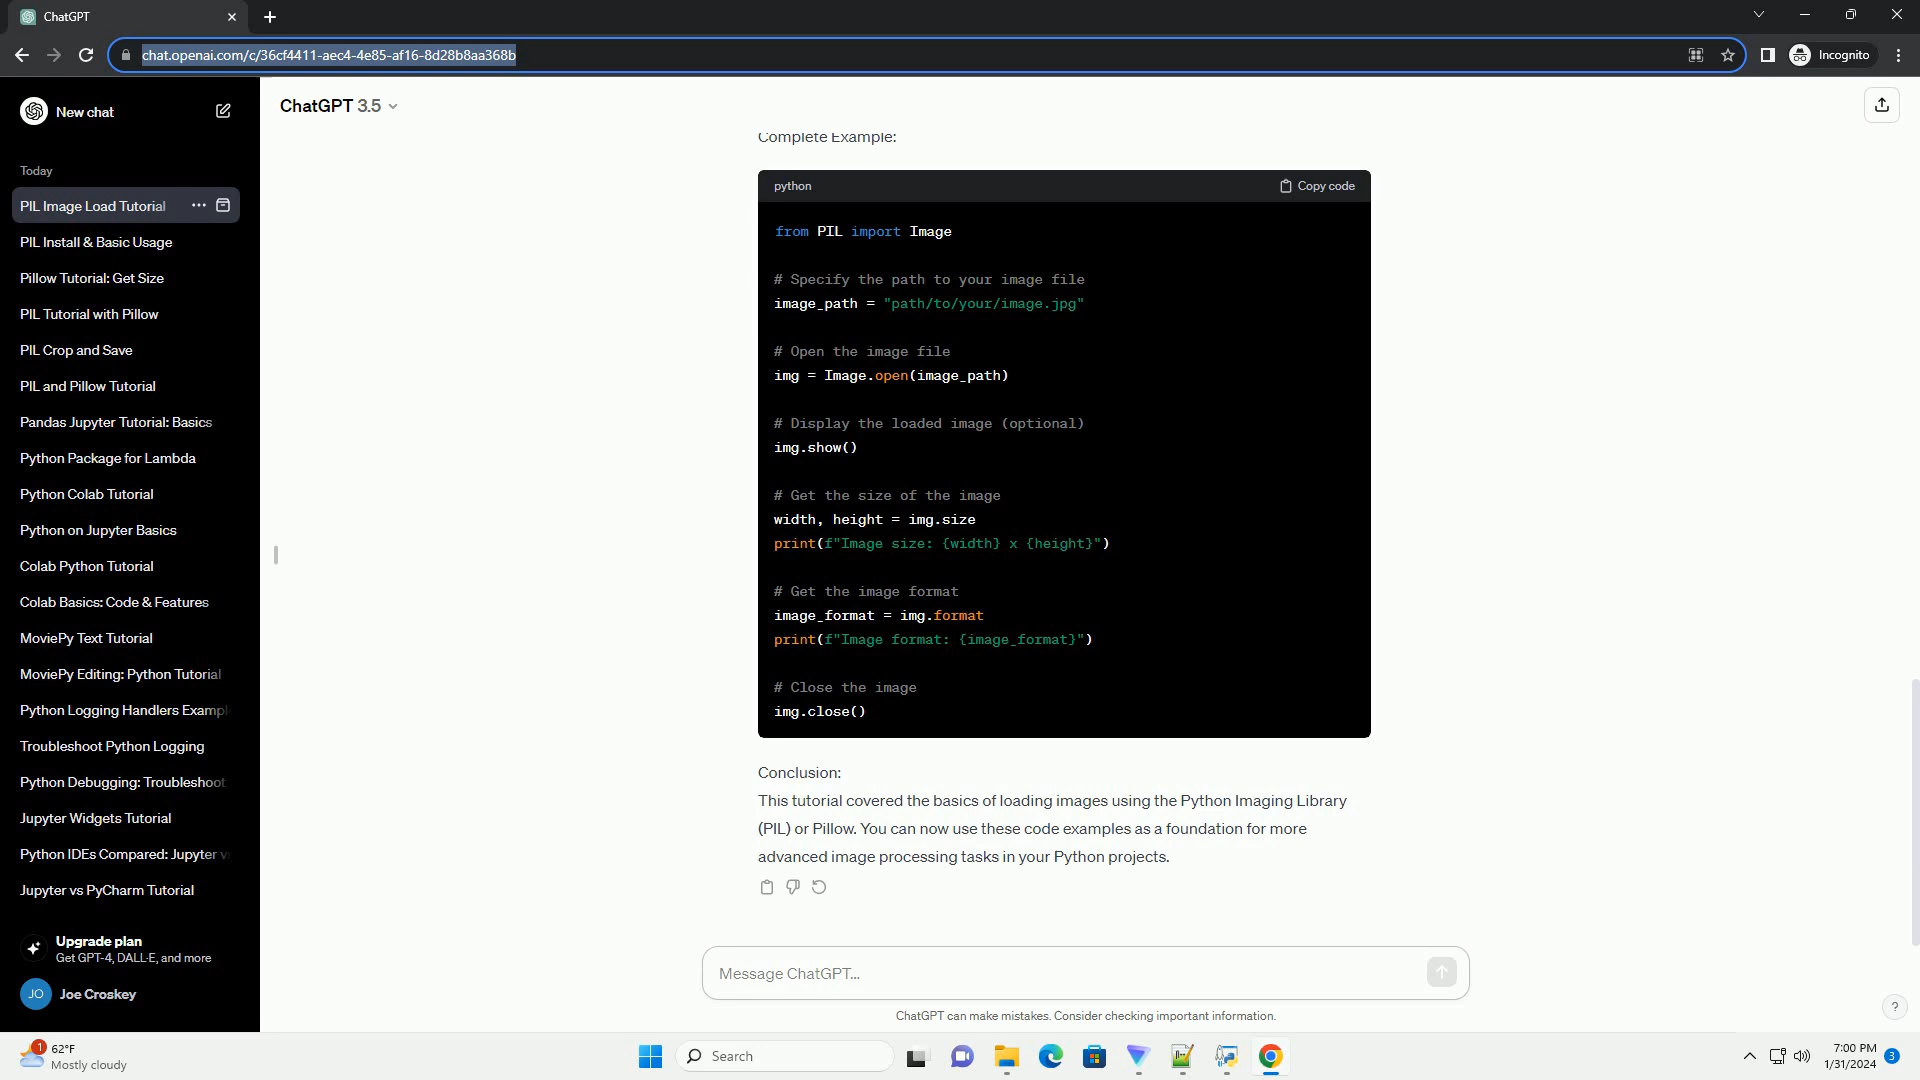 ChatGPT
chat.openai.com/c/36cf4411-aec4-4e85-af16-8d28b8aa368b
Incognito
New chat
ChatGPT 3.5
Today
PIL Image Load Tutorial
PIL Install & Basic Usage
Pillow Tutorial: Get Size
PIL Tutorial with Pillow
PIL Crop and Save
PIL and Pillow Tutorial
Pandas Jupyter Tutorial: Basics
Python Package for Lambda
Python Colab Tutorial
Python on Jupyter Basics
Colab Python Tutorial
Colab Basics: Code & Features
MoviePy Text Tutorial
MoviePy Editing: Python Tutorial
Python Logging Handlers Exampl
Troubleshoot Python Logging
Python Debugging: Troubleshoot
Jupyter Widgets Tutorial
Python IDEs Compared: Jupyter v
Jupyter vs PyCharm Tutorial
Upgrade plan
Get GPT-4, DALL·E, and more
JO
Joe Croskey
Complete Example:
python
Copy code
from PIL import Image
# Specify the path to your image file
image_path = "path/to/your/image.jpg"
# Open the image file
img = Image.open(image_path)
# Display the loaded image (optional)
img.show()
# Get the size of the image
width, height = img.size
print(f"Image size: {width} x {height}")
# Get the image format
image_format = img.format
print(f"Image format: {image_format}")
# Close the image
img.close()
Conclusion:
This tutorial covered the basics of loading images using the Python Imaging Library
(PIL) or Pillow. You can now use these code examples as a foundation for more
advanced image processing tasks in your Python projects.
Message ChatGPT...
ChatGPT can make mistakes. Consider checking important information.
?
1
62°F
Mostly cloudy
Search
7:00 PM
1/31/2024
3